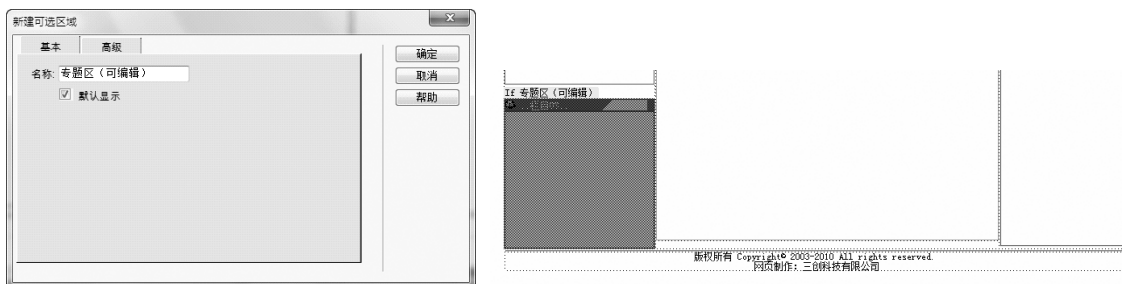 新建可选区域
基本
高级
名称: 专题区（可编辑）
默认显示
确定
取消
帮助
If 专题区（可编辑）
版权所有 Copyright© 2003-2010 All rights reserved.
网页制作：三创科技有限公司